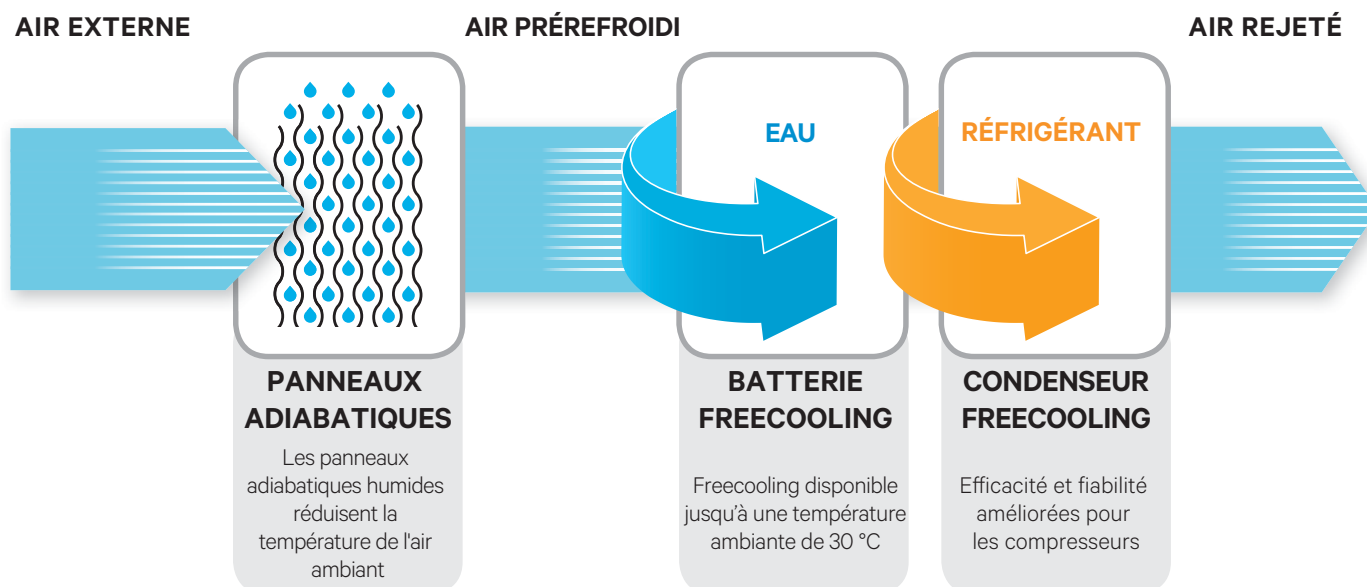 AIR EXTERNE
AIR PRÉREFROIDI
AIR REJETÉ
EAU
RÉFRIGÉRANT
PANNEAUX
ADIABATIQUES
Les panneaux
adiabatiques humides
réduisent la
température de l'air
ambiant
BATTERIE
FREECOOLING
Freecooling disponible
jusqu’à une température
ambiante de 30 °C
CONDENSEUR
FREECOOLING
Efficacité et fiabilité
améliorées pour
les compresseurs